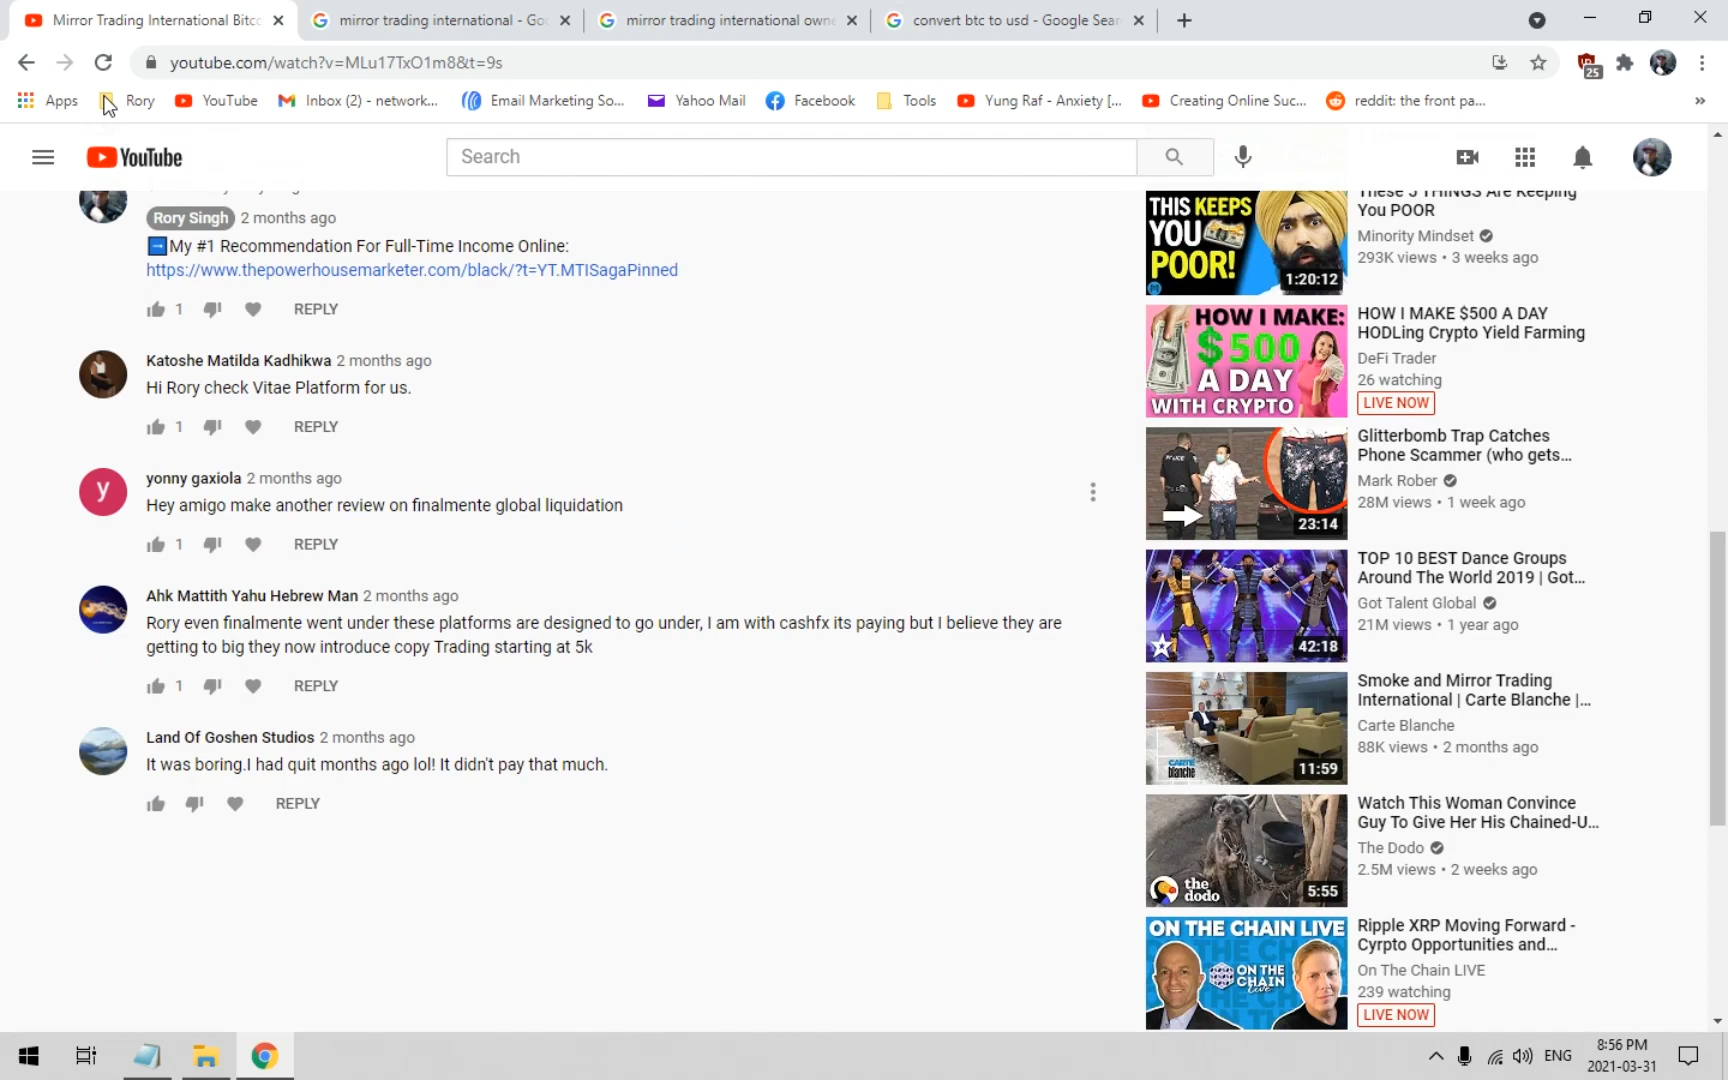 Mirror Trading International Bitco
mirror trading international - Goo
mirror trading international owne
convert btc to usd - Google Sear
youtube.com/watch?v=MLu17TxO1m8&t=9s
25
Apps
Rory
YouTube
Inbox (2) - network...
Email Marketing So...
Yahoo Mail
Facebook
Tools
Yung Raf - Anxiety [...
Creating Online Suc...
reddit: the front pa...
YouTube
Search
Rory Singh 2 months ago
My #1 Recommendation For Full-Time Income Online:
https://www.thepowerhousemarketer.com/black/?t=YT.MTISagaPinned
1 REPLY
Katoshe Matilda Kadhikwa 2 months ago
Hi Rory check Vitae Platform for us.
1 REPLY
y
yonny gaxiola 2 months ago
Hey amigo make another review on finalmente global liquidation
1 REPLY
Ahk Mattith Yahu Hebrew Man 2 months ago
Rory even finalmente went under these platforms are designed to go under, I am with cashfx its paying but I believe they are
getting to big they now introduce copy Trading starting at 5k
1 REPLY
Land Of Goshen Studios 2 months ago
It was boring.I had quit months ago lol! It didn't pay that much.
REPLY
THIS KEEPS
YOU
POOR!
1:20:12
These 5 THINGS Are Keeping
You POOR
Minority Mindset
293K views • 3 weeks ago
HOW I MAKE:
$500
A DAY
WITH CRYPTO
HOW I MAKE $500 A DAY
HODLing Crypto Yield Farming
DeFi Trader
26 watching
LIVE NOW
23:14
Glitterbomb Trap Catches
Phone Scammer (who gets...
Mark Rober
28M views • 1 week ago
42:18
TOP 10 BEST Dance Groups
Around The World 2019 | Got...
Got Talent Global
21M views • 1 year ago
CARTE
blanche
11:59
Smoke and Mirror Trading
International | Carte Blanche |...
Carte Blanche
88K views • 2 months ago
the
dodo
5:55
Watch This Woman Convince
Guy To Give Her His Chained-U...
The Dodo
2.5M views • 2 weeks ago
ON THE CHAIN LIVE
ON THE
CHAIN
Live
Ripple XRP Moving Forward -
Cyrpto Opportunities and...
On The Chain LIVE
239 watching
LIVE NOW
ENG
8:56 PM
2021-03-31